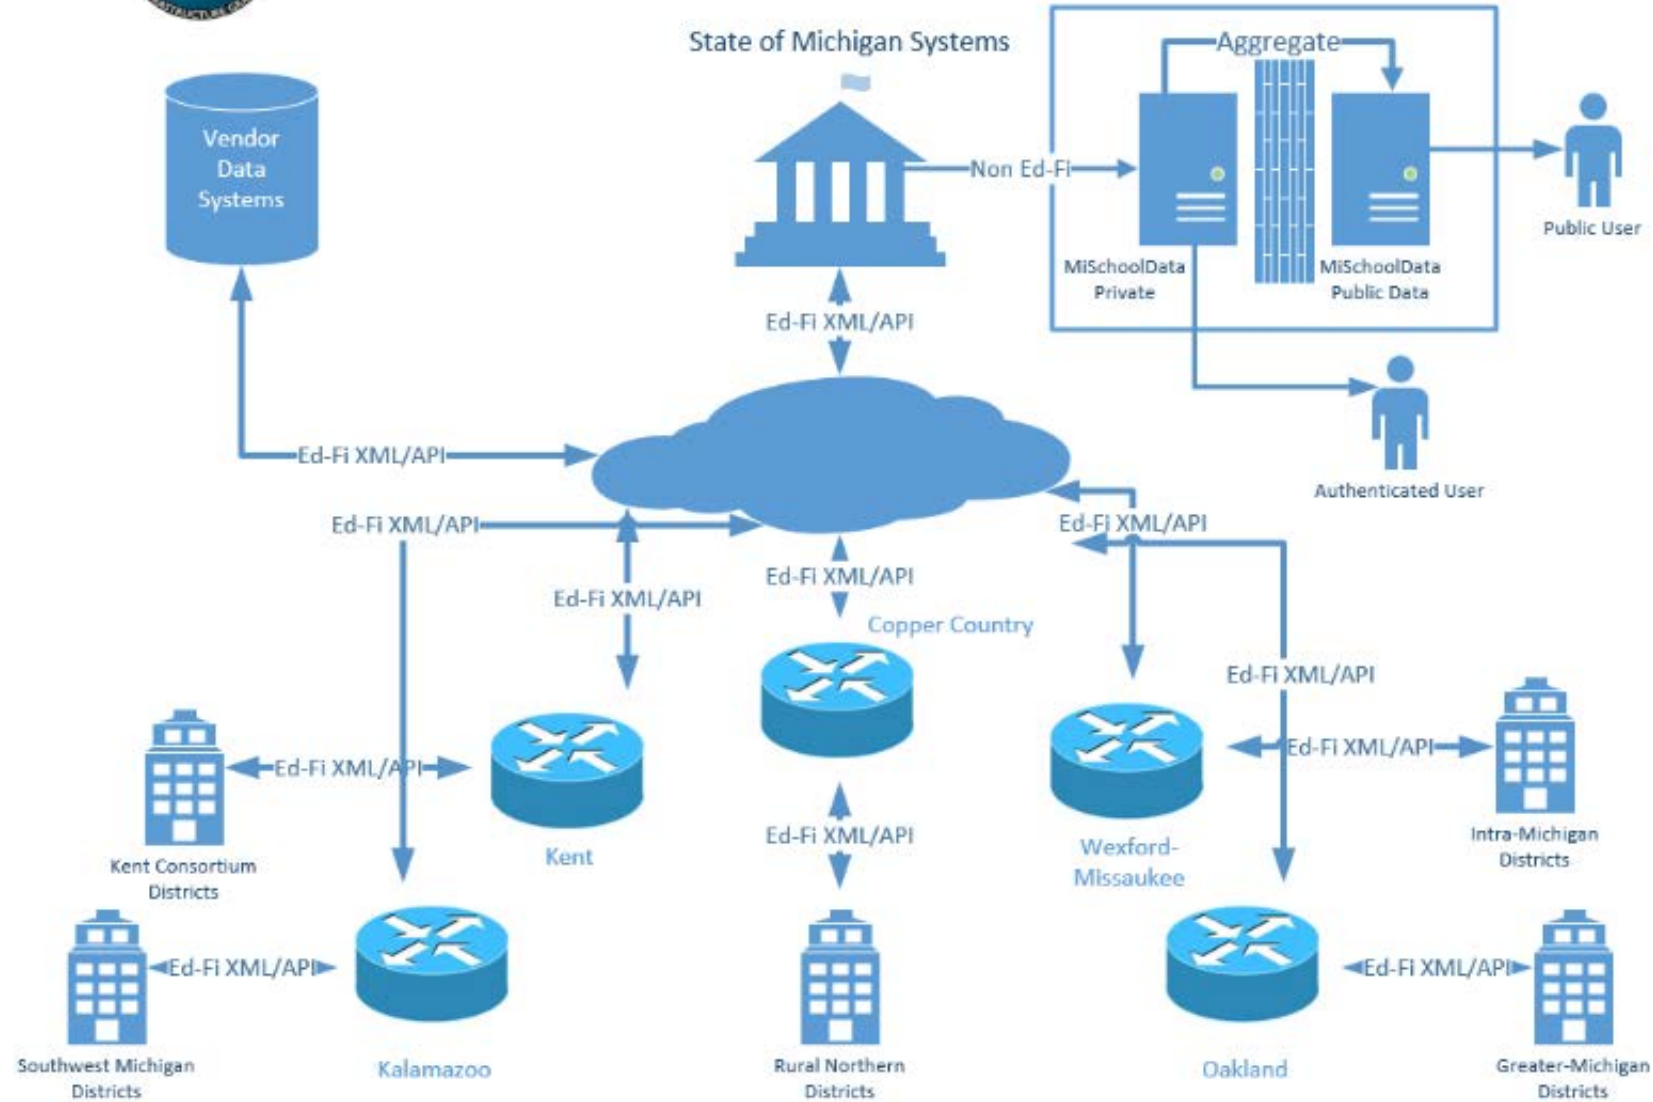 State of Michigan Systems
Aggregate
Vendor
Data
Systems
Non Ed-Fi
Public User
MiSchoolData
Private
MiSchoolData
Public Data
Ed-Fi XML/API
Ed-Fi XML/API
Authenticated User
Ed-Fi XML/API
Ed-Fi XML/API
Ed-Fi XML/API
Ed-Fi XML/API
Copper Country
Ed-Fi XML/API
Ed-Fi XML/API
Ed-Fi XML/API
Kent Consortium
Districts
Kent
Ed-Fi XML/API
Wexford-
Missaukee
Intra-Michigan
Districts
Ed-Fi XML/API
Ed-Fi XML/API
Southwest Michigan
Districts
Kalamazoo
Rural Northern
Districts
Oakland
Greater-Michigan
Districts